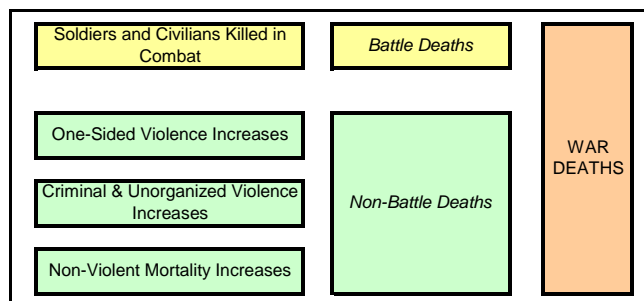 Soldiers and Civilians Killed in
Combat
Battle Deaths
One-Sided Violence Increases
Criminal & Unorganized Violence
Increases
Non-Violent Mortality Increases
Non-Battle Deaths
WAR
DEATHS